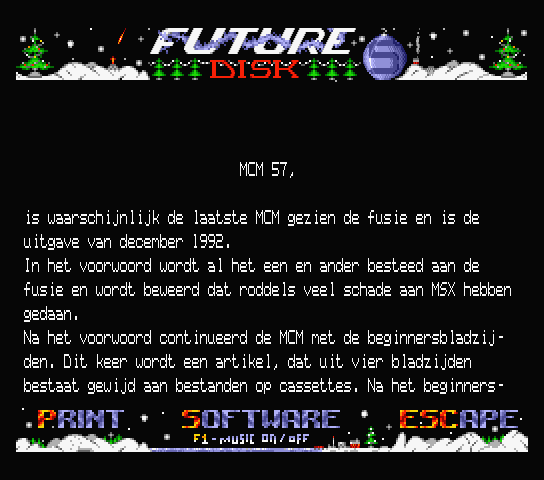 FUTURE
DISK 5
MCM 57,
is waarschijnlijk de laatste MCM gezien de fusie en is de
uitgave van december 1992.
In het voorwoord wordt al het een en ander besteed aan de
fusie en wordt beweerd dat roddels veel schade aan MSX hebben
gedaan.
Na het voorwoord continueerd de MCM met de beginnersbladzij-
den. Dit keer wordt een artikel, dat uit vier bladzijden
bestaat gewijd aan bestanden op cassettes. Na het beginners-
PRINT SOFTWARE ESCAPE
F1-MUSIC ON/OFF